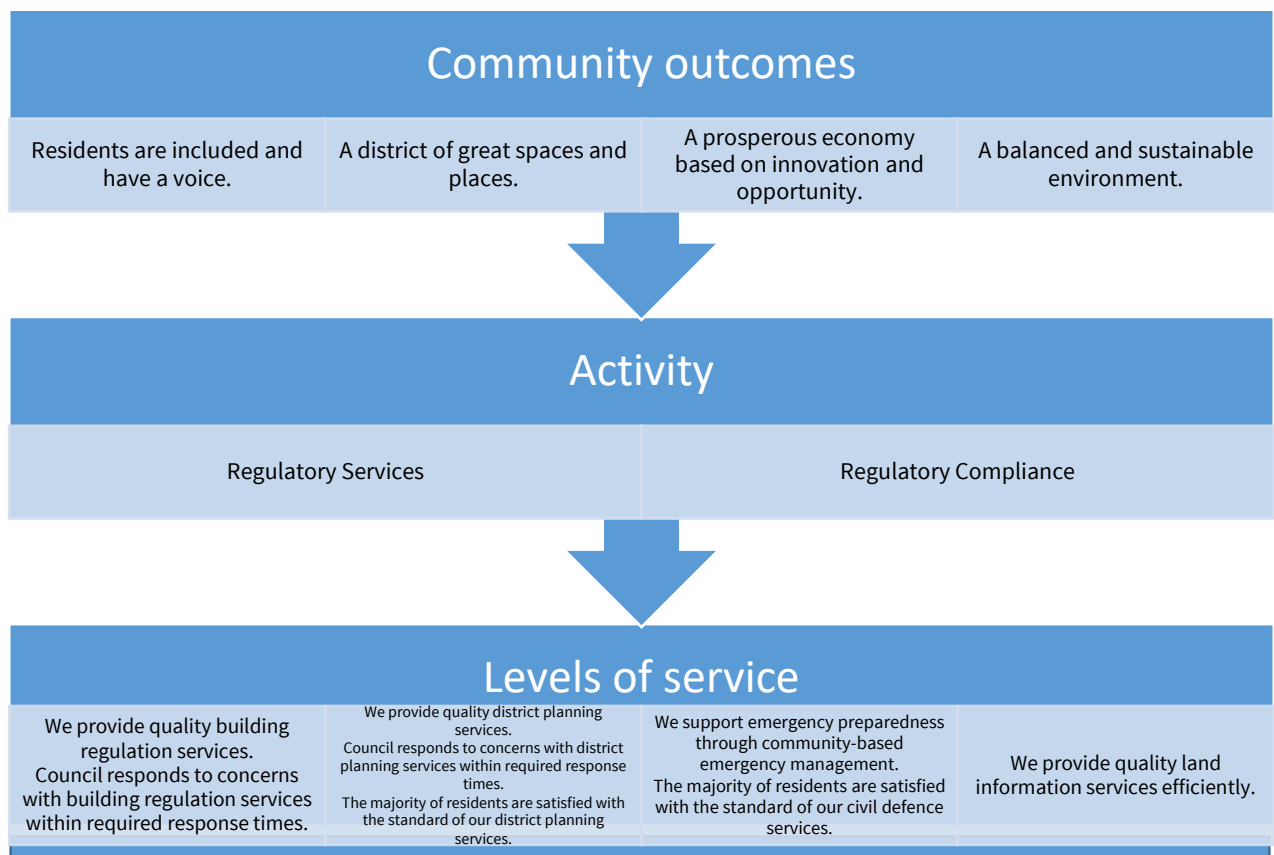 Community outcomes
Residents are included and
have a voice.
A district of great spaces and
places.
A prosperous economy
based on innovation and
opportunity.
A balanced and sustainable
environment.
Activity
Regulatory Services
Regulatory Compliance
Levels of service
We provide quality building
regulation services.
Council responds to concerns
with building regulation services
within required response times.
We provide quality district planning
services.
Council responds to concerns with district
planning services within required response
times.
The majority of residents are satisfied with
the standard of our district planning
services.
We support emergency preparedness
through community-based
emergency management.
The majority of residents are satisfied
with the standard of our civil defence
services.
We provide quality land
information services efficiently.